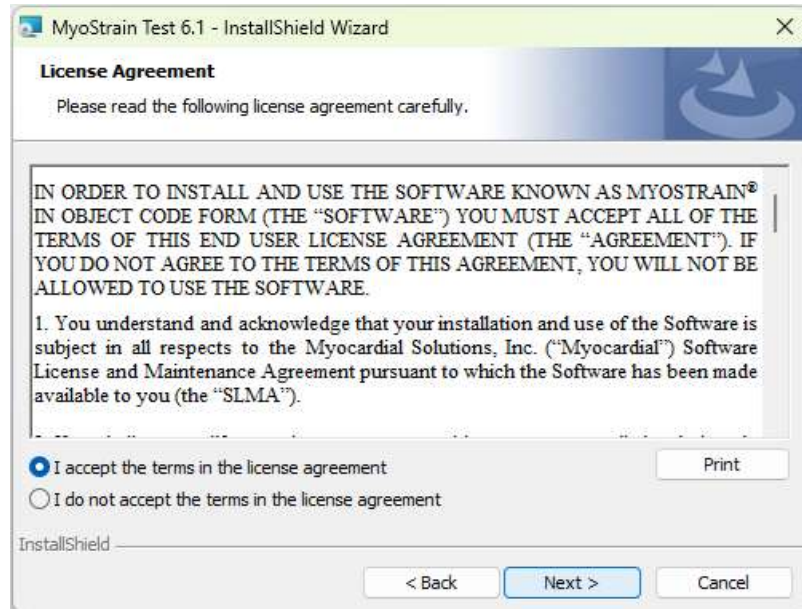 MyoStrain Test 6.1 - InstallShield Wizard
License Agreement
Please read the following license agreement carefully.
IN ORDER TO INSTALL AND USE THE SOFTWARE KNOWN AS MYOSTRAIN®
IN OBJECT CODE FORM (THE “SOFTWARE”) YOU MUST ACCEPT ALL OF THE
TERMS OF THIS END USER LICENSE AGREEMENT (THE “AGREEMENT”). IF
YOU DO NOT AGREE TO THE TERMS OF THIS AGREEMENT, YOU WILL NOT BE
ALLOWED TO USE THE SOFTWARE.
1. You understand and acknowledge that your installation and use of the Software is
subject in all respects to the Myocardial Solutions, Inc. (“Myocardial”) Software
License and Maintenance Agreement pursuant to which the Software has been made
available to you (the “SLMA”).
I accept the terms in the license agreement
Print
I do not accept the terms in the license agreement
InstallShield
< Back
Next >
Cancel